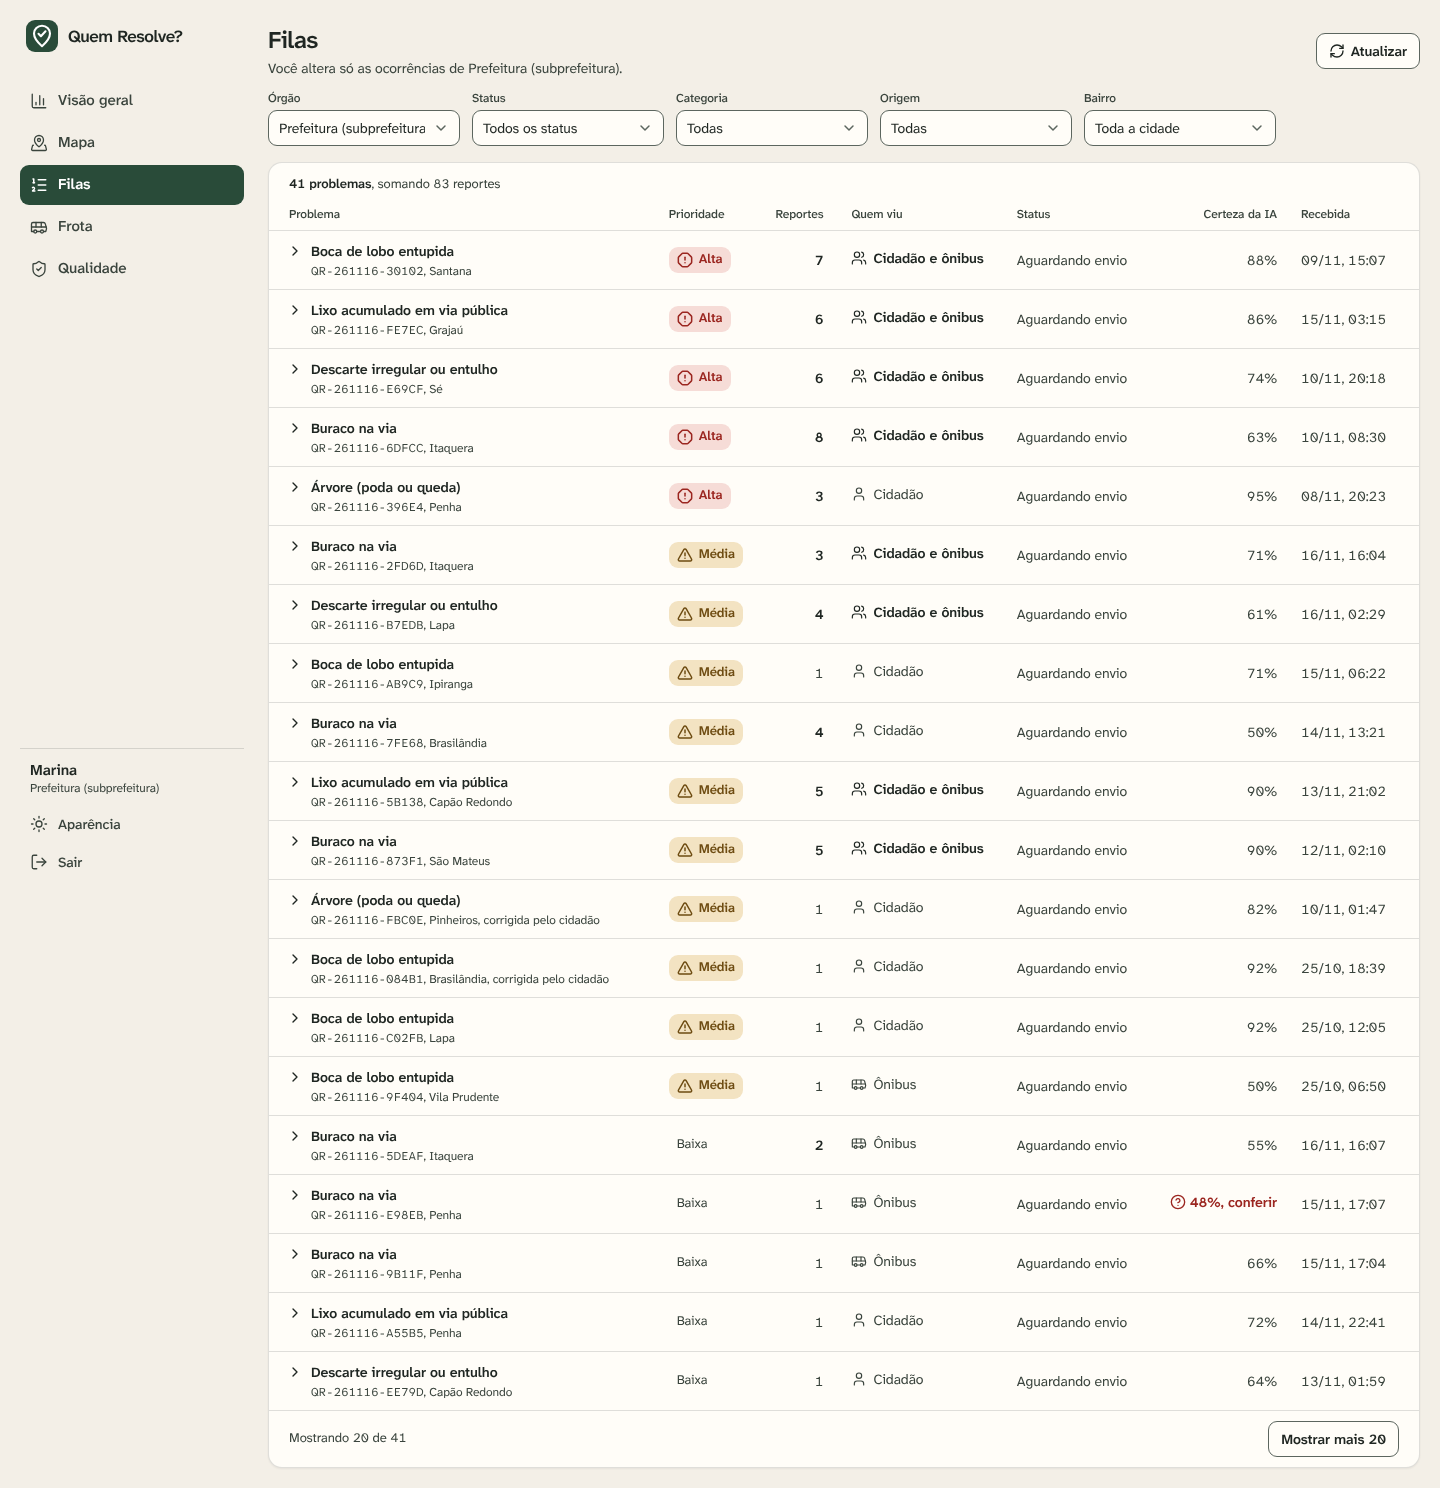 Quem Resolve?
Visão geral
Mapa
Filas
Frota
Qualidade
Marina
Prefeitura (subprefeitura)
Aparência
Sair
Filas
Você altera só as ocorrências de Prefeitura (subprefeitura).
Atualizar
Órgão Status Categoria Origem Bairro
Prefeitura (subprefeitura Todos os status Todas Todas Toda a cidade
41 problemas, somando 83 reportes
Problema Prioridade Reportes Quem viu Status Certeza da IA Recebida
Boca de lobo entupida
QR-261116-30102, Santana
Alta 7 Cidadão e ônibus Aguardando envio 88% 09/11, 15:07
Lixo acumulado em via pública
QR-261116-FE7EC, Grajaú
Alta 6 Cidadão e ônibus Aguardando envio 86% 15/11, 03:15
Descarte irregular ou entulho
QR-261116-E69CF, Sé
Alta 6 Cidadão e ônibus Aguardando envio 74% 10/11, 20:18
Buraco na via
QR-261116-6DFCC, Itaquera
Alta 8 Cidadão e ônibus Aguardando envio 63% 10/11, 08:30
Árvore (poda ou queda)
QR-261116-396E4, Penha
Alta 3 Cidadão Aguardando envio 95% 08/11, 20:23
Buraco na via
QR-261116-2FD6D, Itaquera
Média 3 Cidadão e ônibus Aguardando envio 71% 16/11, 16:04
Descarte irregular ou entulho
QR-261116-B7EDB, Lapa
Média 4 Cidadão e ônibus Aguardando envio 61% 16/11, 02:29
Boca de lobo entupida
QR-261116-AB9C9, Ipiranga
Média 1 Cidadão Aguardando envio 71% 15/11, 06:22
Buraco na via
QR-261116-7FE68, Brasilândia
Média 4 Cidadão Aguardando envio 50% 14/11, 13:21
Lixo acumulado em via pública
QR-261116-5B138, Capão Redondo
Média 5 Cidadão e ônibus Aguardando envio 90% 13/11, 21:02
Buraco na via
QR-261116-873F1, São Mateus
Média 5 Cidadão e ônibus Aguardando envio 90% 12/11, 02:10
Árvore (poda ou queda)
QR-261116-FBC0E, Pinheiros, corrigida pelo cidadão
Média 1 Cidadão Aguardando envio 82% 10/11, 01:47
Boca de lobo entupida
QR-261116-084B1, Brasilândia, corrigida pelo cidadão
Média 1 Cidadão Aguardando envio 92% 25/10, 18:39
Boca de lobo entupida
QR-261116-C02FB, Lapa
Média 1 Cidadão Aguardando envio 92% 25/10, 12:05
Boca de lobo entupida
QR-261116-9F404, Vila Prudente
Média 1 Ônibus Aguardando envio 50% 25/10, 06:50
Buraco na via
QR-261116-5DEAF, Itaquera
Baixa 2 Ônibus Aguardando envio 55% 16/11, 16:07
Buraco na via
QR-261116-E98EB, Penha
Baixa 1 Ônibus Aguardando envio 48%, conferir 15/11, 17:07
Buraco na via
QR-261116-9B11F, Penha
Baixa 1 Ônibus Aguardando envio 66% 15/11, 17:04
Lixo acumulado em via pública
QR-261116-A55B5, Penha
Baixa 1 Cidadão Aguardando envio 72% 14/11, 22:41
Descarte irregular ou entulho
QR-261116-EE79D, Capão Redondo
Baixa 1 Cidadão Aguardando envio 64% 13/11, 01:59
Mostrando 20 de 41
Mostrar mais 20